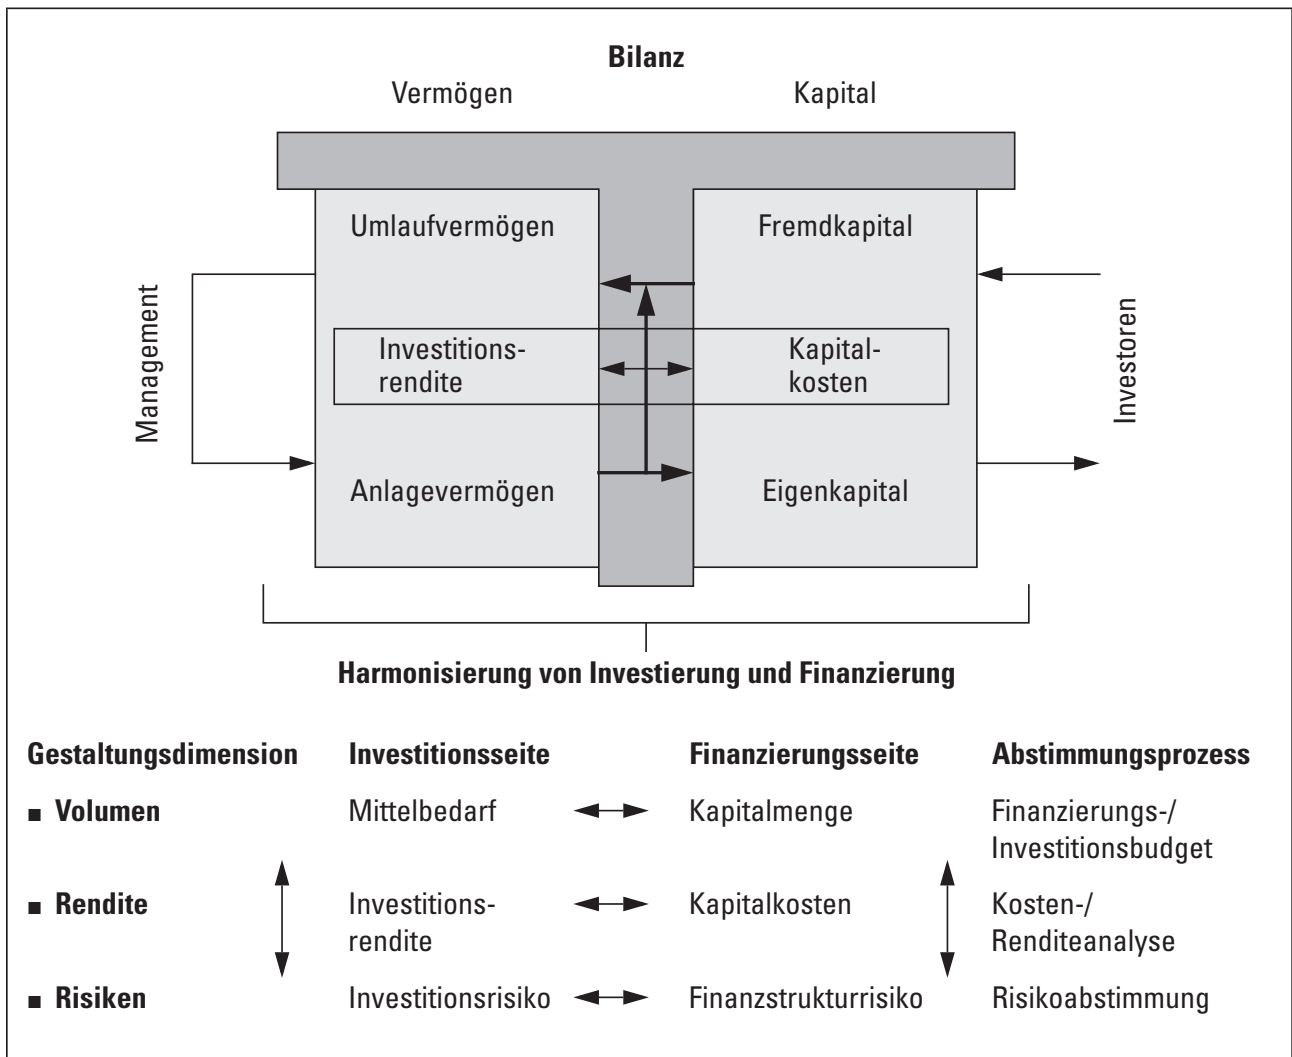 Bilanz
Vermögen Kapital
Umlaufvermögen Fremdkapital
Management
Investitions-
rendite
Kapital-
kosten
Investoren
Anlagevermögen Eigenkapital
Harmonisierung von Investierung und Finanzierung
Gestaltungsdimension Investitionsseite Finanzierungsseite Abstimmungsprozess
■ Volumen Mittelbedarf Kapitalmenge Finanzierungs-/
Investitionsbudget
■ Rendite Investitions- Kapitalkosten Kosten-/
rendite Renditeanalyse
■ Risiken Investitionsrisiko Finanzstrukturrisiko Risikoabstimmung